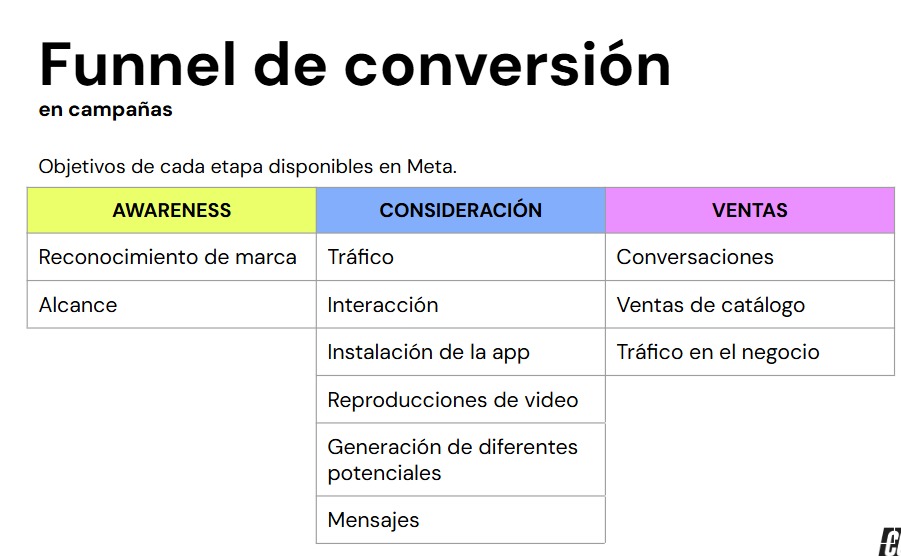 Funnel de conversión
en campañas
Objetivos de cada etapa disponibles en Meta.
AWARENESS CONSIDERACIÓN VENTAS
Reconocimiento de marca Tráfico Conversaciones
Alcance Interacción Ventas de catálogo
Instalación de la app Tráfico en el negocio
Reproducciones de video
Generación de diferentes
potenciales
Mensajes